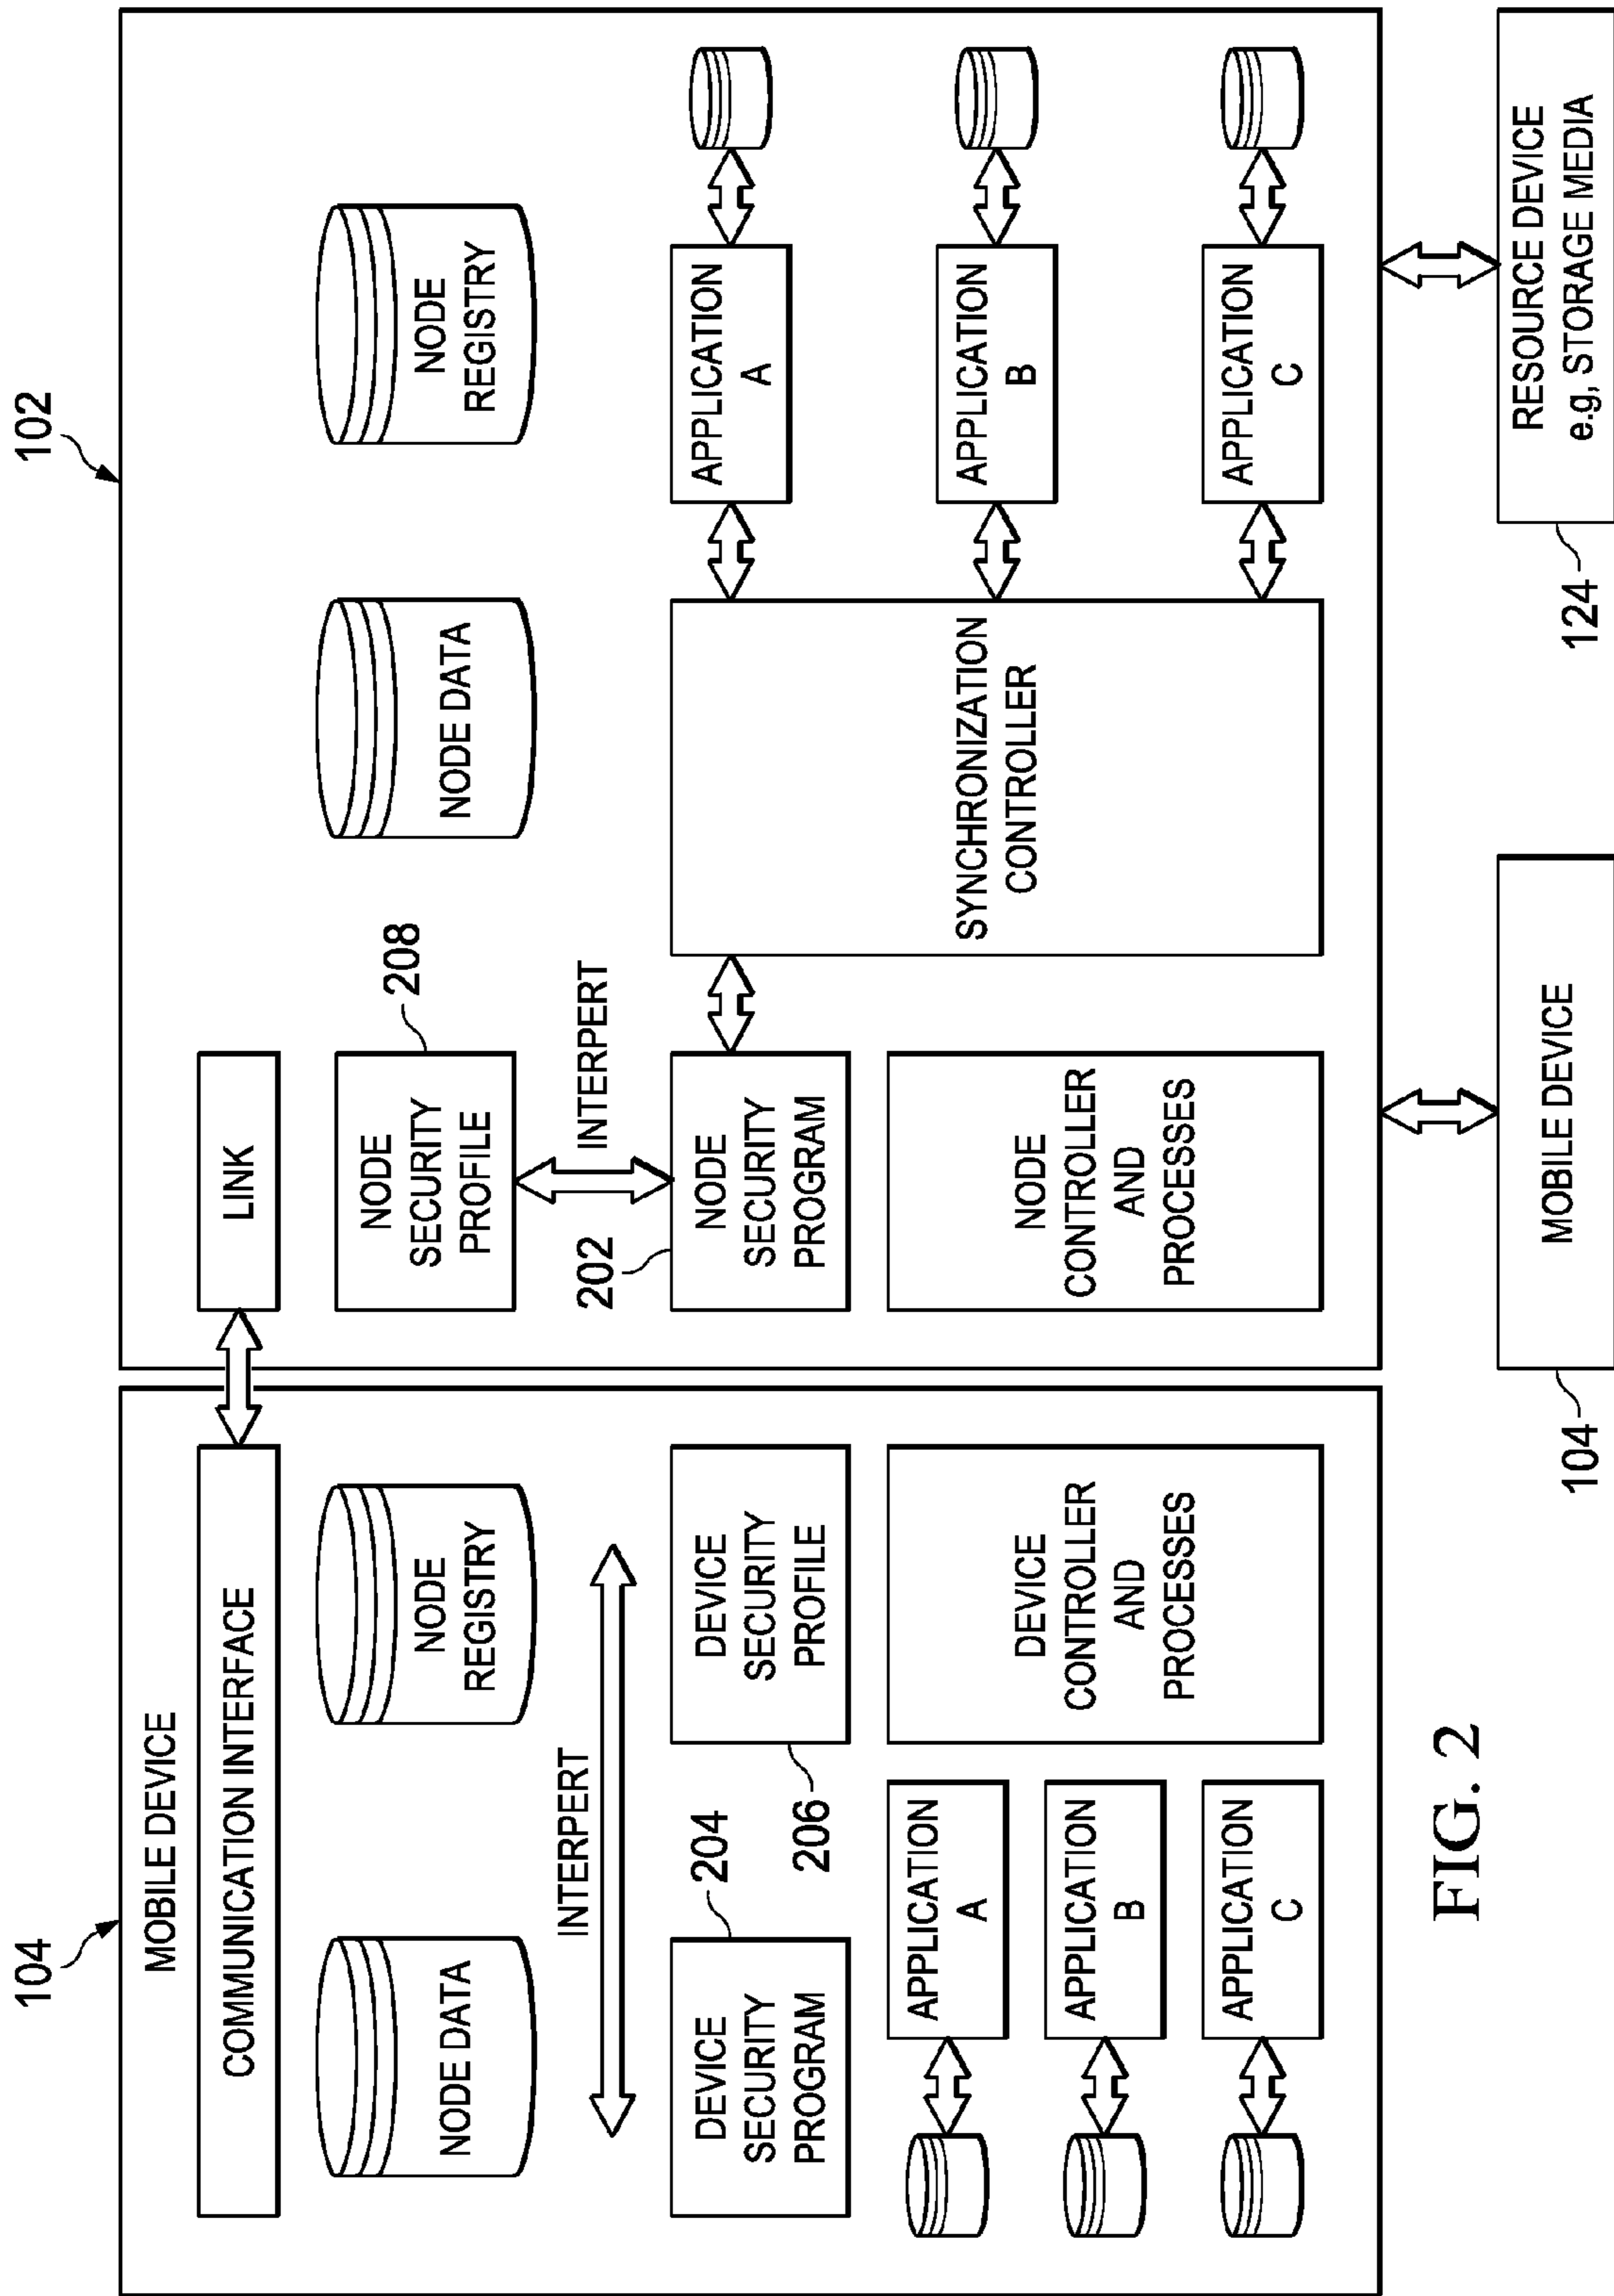 104
MOBILE DEVICE
COMMUNICATION INTERFACE
NODE DATA
NODE
REGISTRY
INTERPERT
DEVICE
SECURITY
PROGRAM
204
DEVICE
SECURITY
PROFILE
206
APPLICATION
A
APPLICATION
B
APPLICATION
C
DEVICE
CONTROLLER
AND
PROCESSES
102
LINK
NODE
SECURITY
PROFILE
208
NODE DATA
NODE
REGISTRY
INTERPERT
202
NODE
SECURITY
PROGRAM
NODE
CONTROLLER
AND
PROCESSES
SYNCHRONIZATION
CONTROLLER
APPLICATION
A
APPLICATION
B
APPLICATION
C
104
MOBILE DEVICE
124
RESOURCE DEVICE
e.g, STORAGE MEDIA
FIG. 2